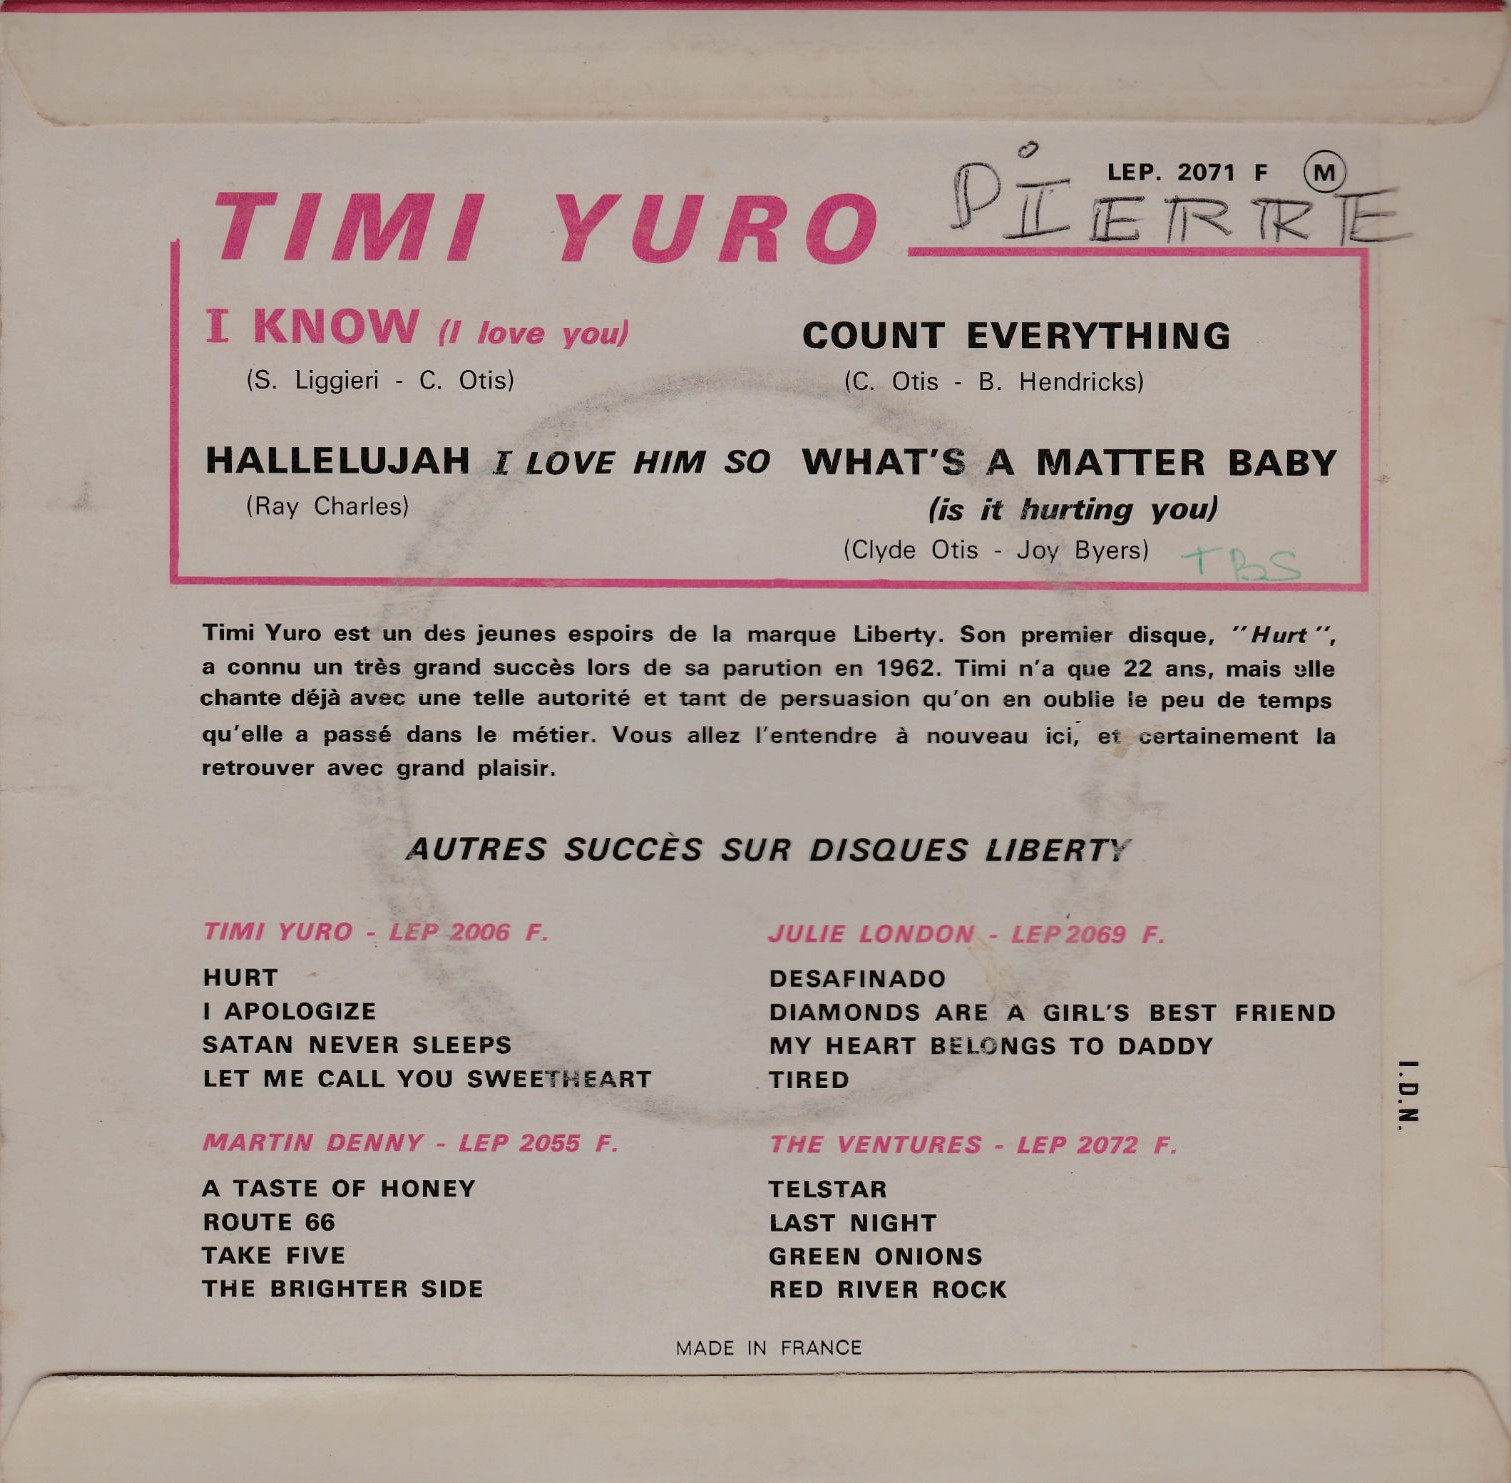 LEP. 2071 F M
PIERRE
TIMI YURO
I KNOW (I love you)
(S. Liggieri - C. Otis)
COUNT EVERYTHING
(C. Otis - B. Hendricks)
HALLELUJAH I LOVE HIM SO
(Ray Charles)
WHAT'S A MATTER BABY
(is it hurting you)
(Clyde Otis - Joy Byers)
TBS
Timi Yuro est un des jeunes espoirs de la marque Liberty. Son premier disque, "Hurt",
a connu un très grand succès lors de sa parution en 1962. Timi n'a que 22 ans, mais elle
chante déjà avec une telle autorité et tant de persuasion qu'on en oublie le peu de temps
qu'elle a passé dans le métier. Vous allez l'entendre à nouveau ici, et certainement la
retrouver avec grand plaisir.
AUTRES SUCCÈS SUR DISQUES LIBERTY
TIMI YURO - LEP 2006 F.
HURT
I APOLOGIZE
SATAN NEVER SLEEPS
LET ME CALL YOU SWEETHEART
JULIE LONDON - LEP 2069 F.
DESAFINADO
DIAMONDS ARE A GIRL'S BEST FRIEND
MY HEART BELONGS TO DADDY
TIRED
MARTIN DENNY - LEP 2055 F.
A TASTE OF HONEY
ROUTE 66
TAKE FIVE
THE BRIGHTER SIDE
THE VENTURES - LEP 2072 F.
TELSTAR
LAST NIGHT
GREEN ONIONS
RED RIVER ROCK
I.D.N.
MADE IN FRANCE